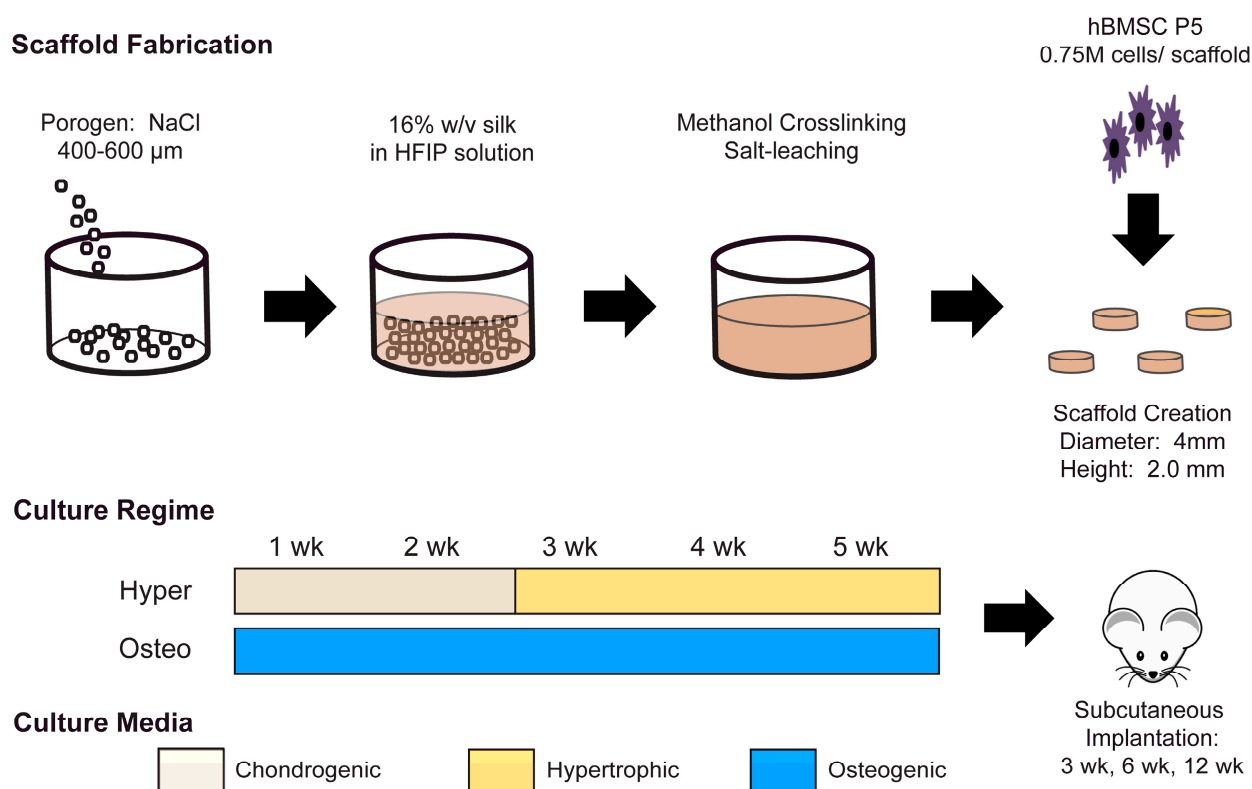 Scaffold Fabrication
Porogen: NaCl
400-600 µm
16% w/v silk
in HFIP solution
Methanol Crosslinking
Salt-leaching
hBMSC P5
0.75M cells/ scaffold
Scaffold Creation
Diameter: 4mm
Height: 2.0 mm
Culture Regime
1 wk 2 wk 3 wk 4 wk 5 wk
Hyper
Osteo
Subcutaneous
Implantation:
3 wk, 6 wk, 12 wk
Culture Media
Chondrogenic Hypertrophic Osteogenic